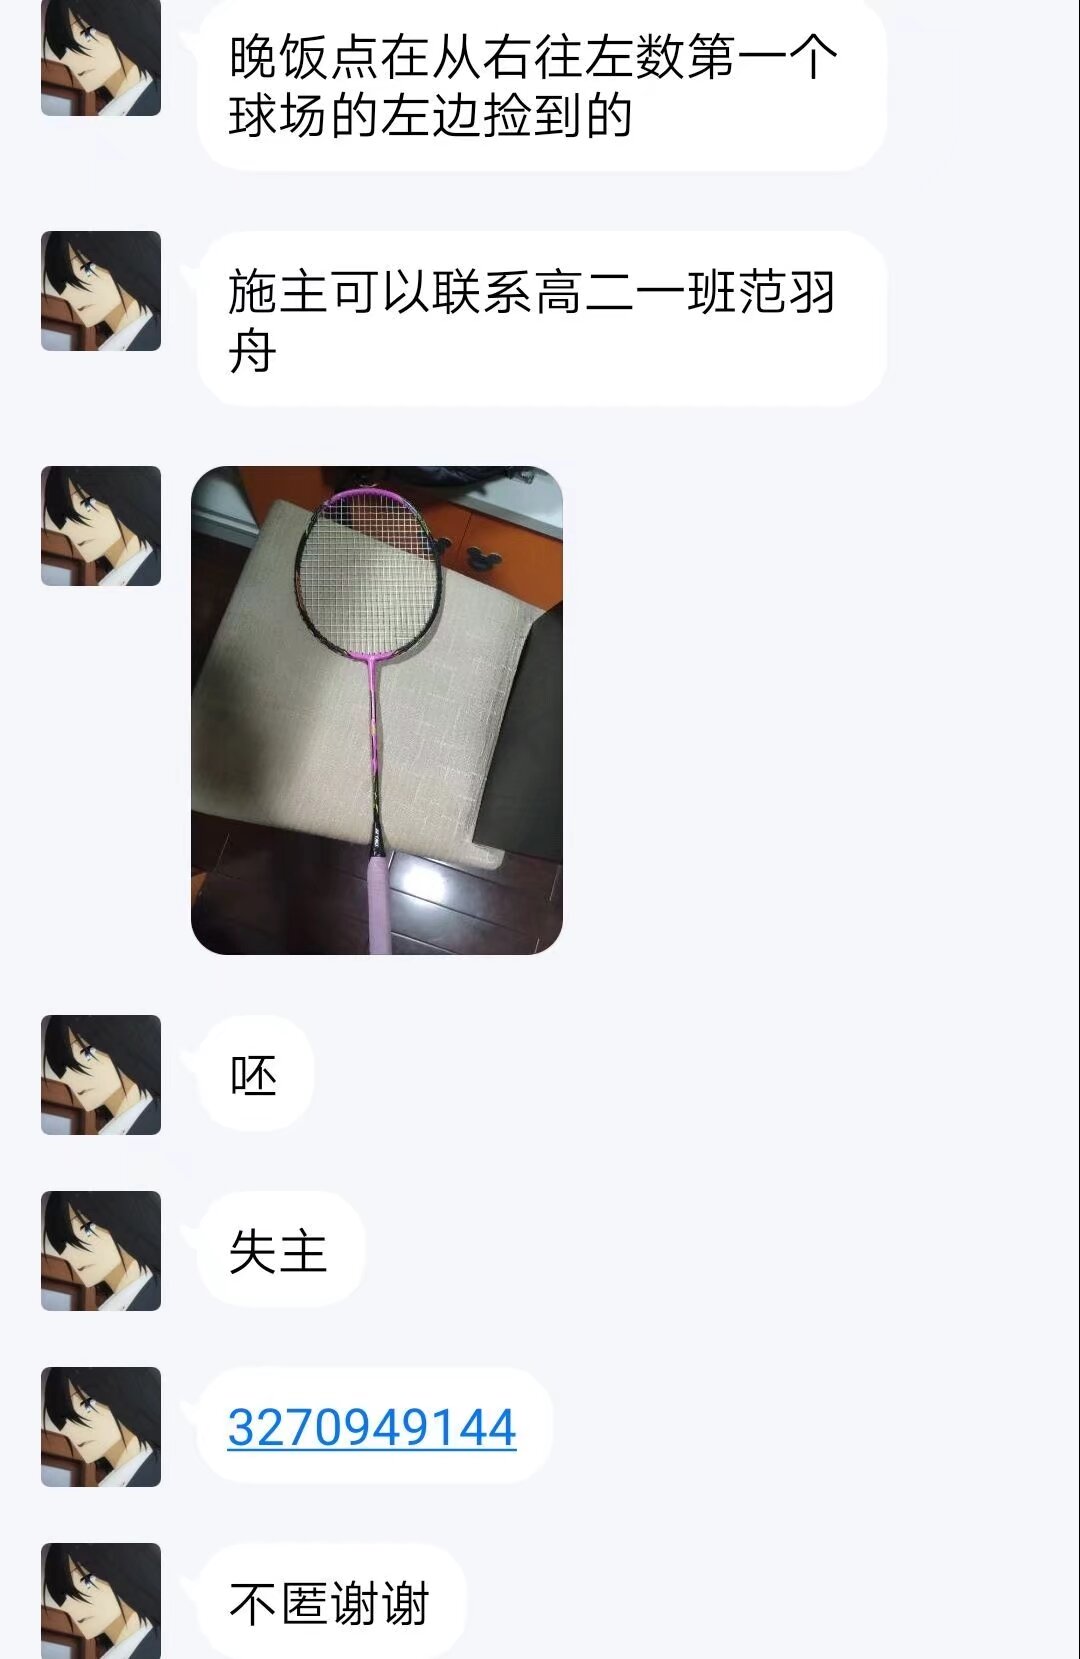 晚饭点在从右往左数第一个
球场的左边捡到的
施主可以联系高二一班范羽
舟
呸
失主
3270949144
不匿谢谢